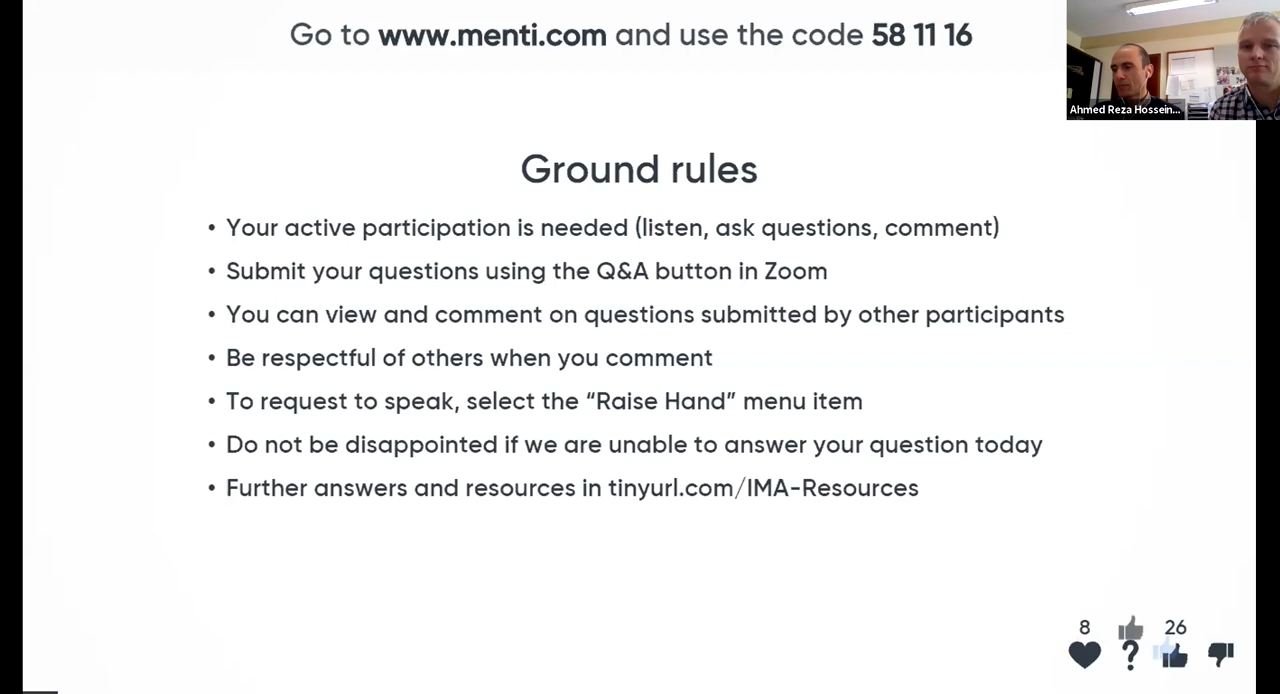 Go to www.menti.com and use the code 58 11 16
Ahmed Reza Hossein...
Ground rules
• Your active participation is needed (listen, ask questions, comment)
• Submit your questions using the Q&A button in Zoom
• You can view and comment on questions submitted by other participants
• Be respectful of others when you comment
• To request to speak, select the “Raise Hand” menu item
• Do not be disappointed if we are unable to answer your question today
• Further answers and resources in tinyurl.com/IMA-Resources
8 26
?